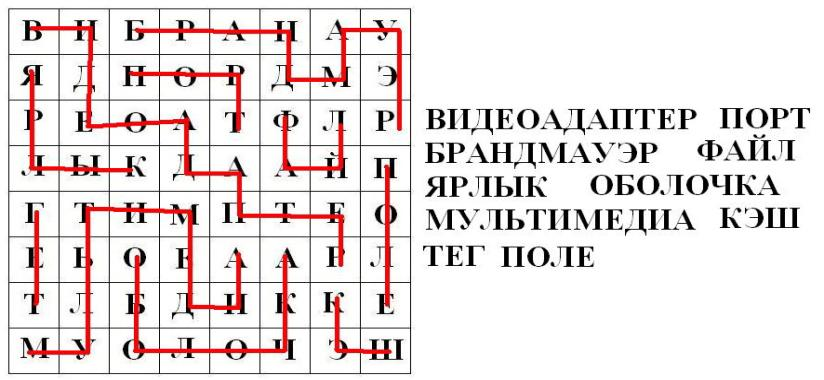 В И Б Р А Н А У
Я Д П О Р Д М Э
Р Е О А Т Ф Л Р
Л Ы К Д А А Й П
Г Т И М П Т Е О
Е Ь О Е А А Р Л
Т Л Б Д И К К Е
М У О Л О Ч Э Ш
ВИДЕОАДАПТЕР ПОРТ
БРАНДМАУЭР ФАЙЛ
ЯРЛЫК ОБОЛОЧКА
МУЛЬТИМЕДИА КЭШ
ТЕГ ПОЛЕ